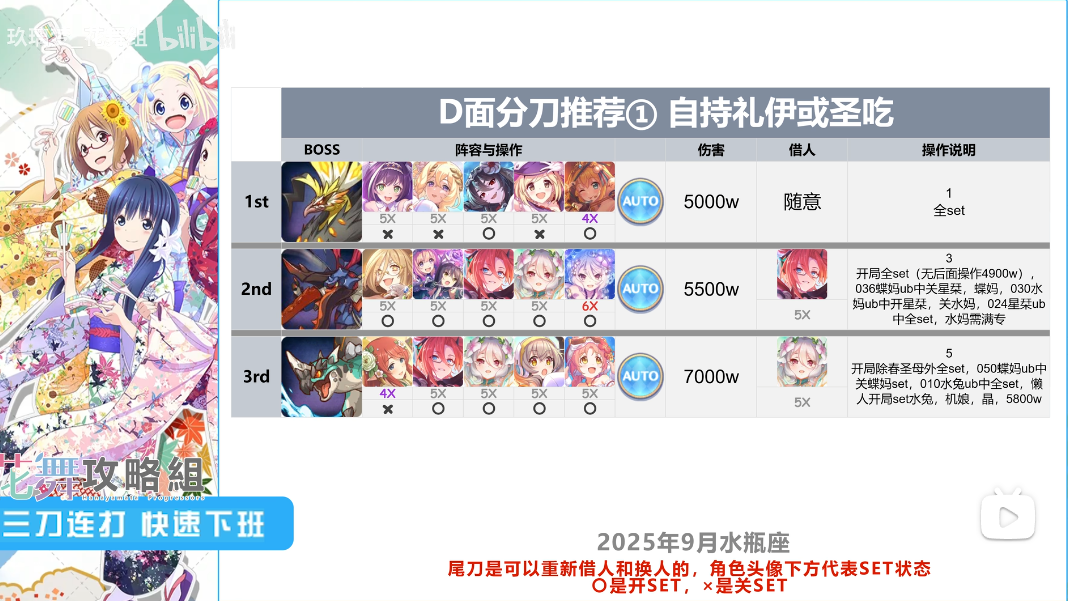 bilibili
D面分刀推荐① 自持礼伊或圣吃
BOSS 阵容与操作 伤害 借人 操作说明
1st AUTO 5000w 随意 1
全set
5X 5X 5X 5X 4X
× × ○ × ○
2nd AUTO 5500w 3
开局全set（无后面操作4900w），
036蝶妈ub中关星栞，蝶妈，030水
妈ub中开星栞，关水妈，024星栞ub
中全set，水妈需满专
5X 5X 5X 5X 6X 5X
○ ○ ○ ○ ○
3rd AUTO 7000w 5
开局除春圣母外全set，050蝶妈ub中
关蝶妈set，010水兔ub中全set，懒
人开局set水兔，机娘，晶，5800w
4X 5X 5X 5X 5X 5X
× ○ ○ ○ ○
花舞攻略組
三刀连打 快速下班
2025年9月水瓶座
尾刀是可以重新借人和换人的，角色头像下方代表SET状态
○是开SET，×是关SET